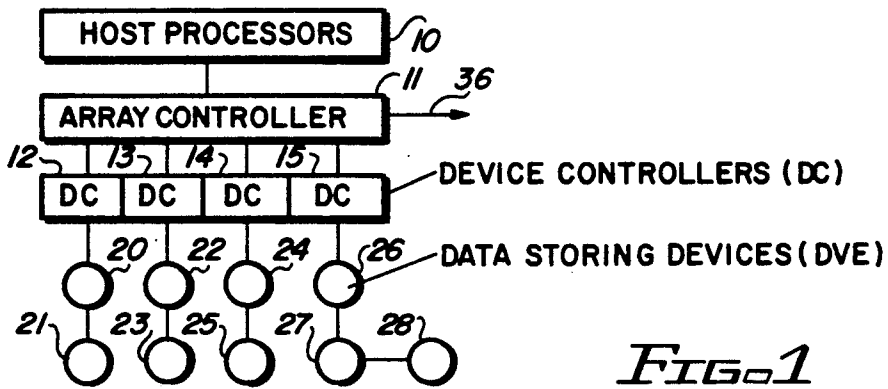 HOST PROCESSORS
10
11
36
ARRAY CONTROLLER
12 13 14 15
DC DC DC DC
DEVICE CONTROLLERS (DC)
20 22 24 26
DATA STORING DEVICES (DVE)
21 23 25 27 28
FIG. 1